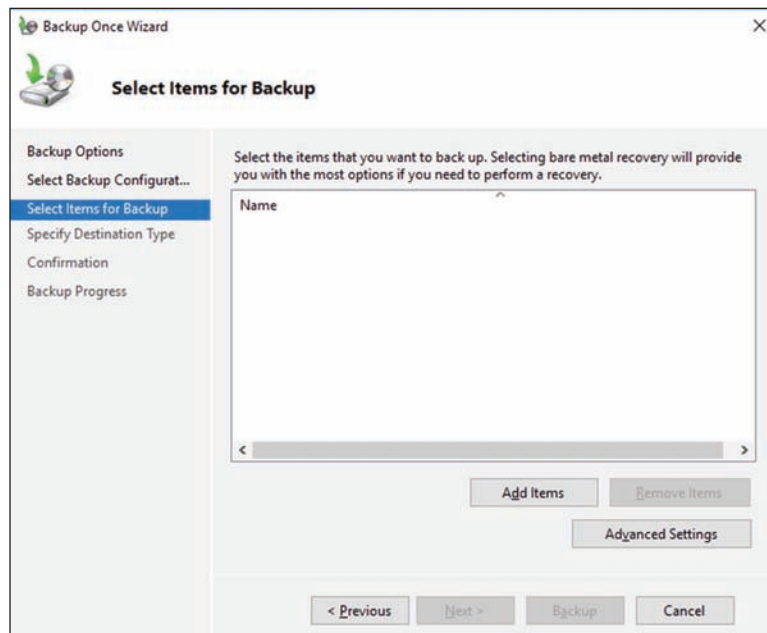 Backup Once Wizard
Select Items for Backup
Backup Options
Select Backup Configurat...
Select Items for Backup
Specify Destination Type
Confirmation
Backup Progress
Select the items that you want to back up. Selecting bare metal recovery will provide
you with the most options if you need to perform a recovery.
Name
Add Items
Remove Items
Advanced Settings
< Previous
Next >
Backup
Cancel